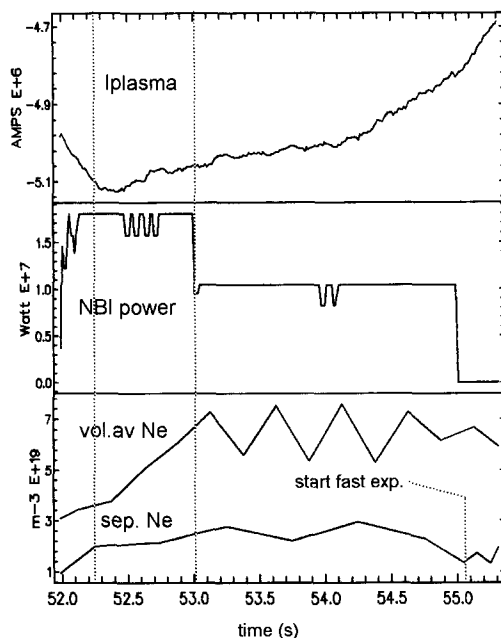 -4.7
-4.9
-5.1
AMPS E+6
Iplasma
1.5
1.0
0.5
0.0
Watt E+7
NBI power
7
5
3
1
m-3 E+19
vol.av Ne
start fast exp.
sep. Ne
52.0 52.5 53.0 53.5 54.0 54.5 55.0
time (s)